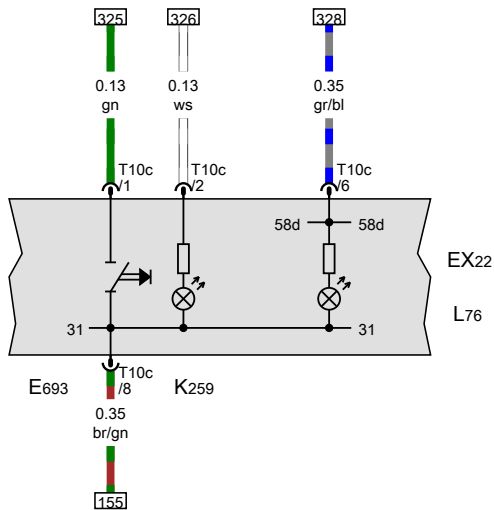 325
326
328
0.13
gn
0.13
ws
0.35
gr/bl
T10c
/1
T10c
/2
T10c
/6
58d
58d
EX22
L76
31
31
T10c
/8
E693
K259
0.35
br/gn
155